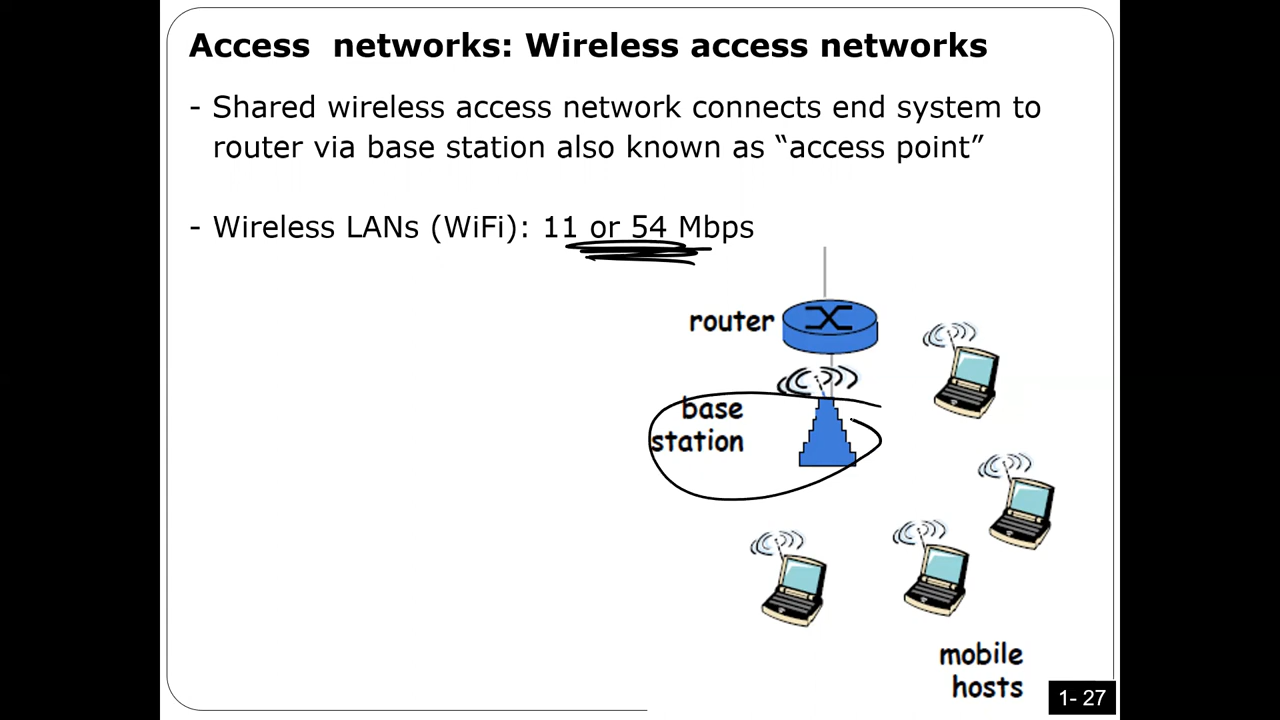 Access networks: Wireless access networks
- Shared wireless access network connects end system to
router via base station also known as “access point”
- Wireless LANs (WiFi): 11 or 54 Mbps
router
base
station
mobile
hosts
1- 27